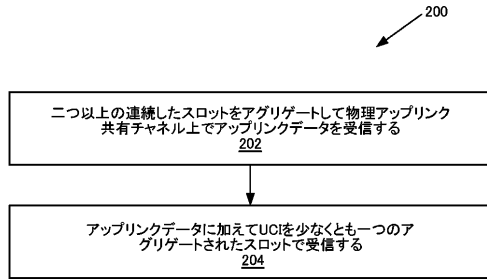 200
二つ以上の連続したスロットをアグリゲートして物理アップリンク
共有チャネル上でアップリンクデータを受信する
202
アップリンクデータに加えてUCIを少なくとも一つのア
グリゲートされたスロットで受信する
204